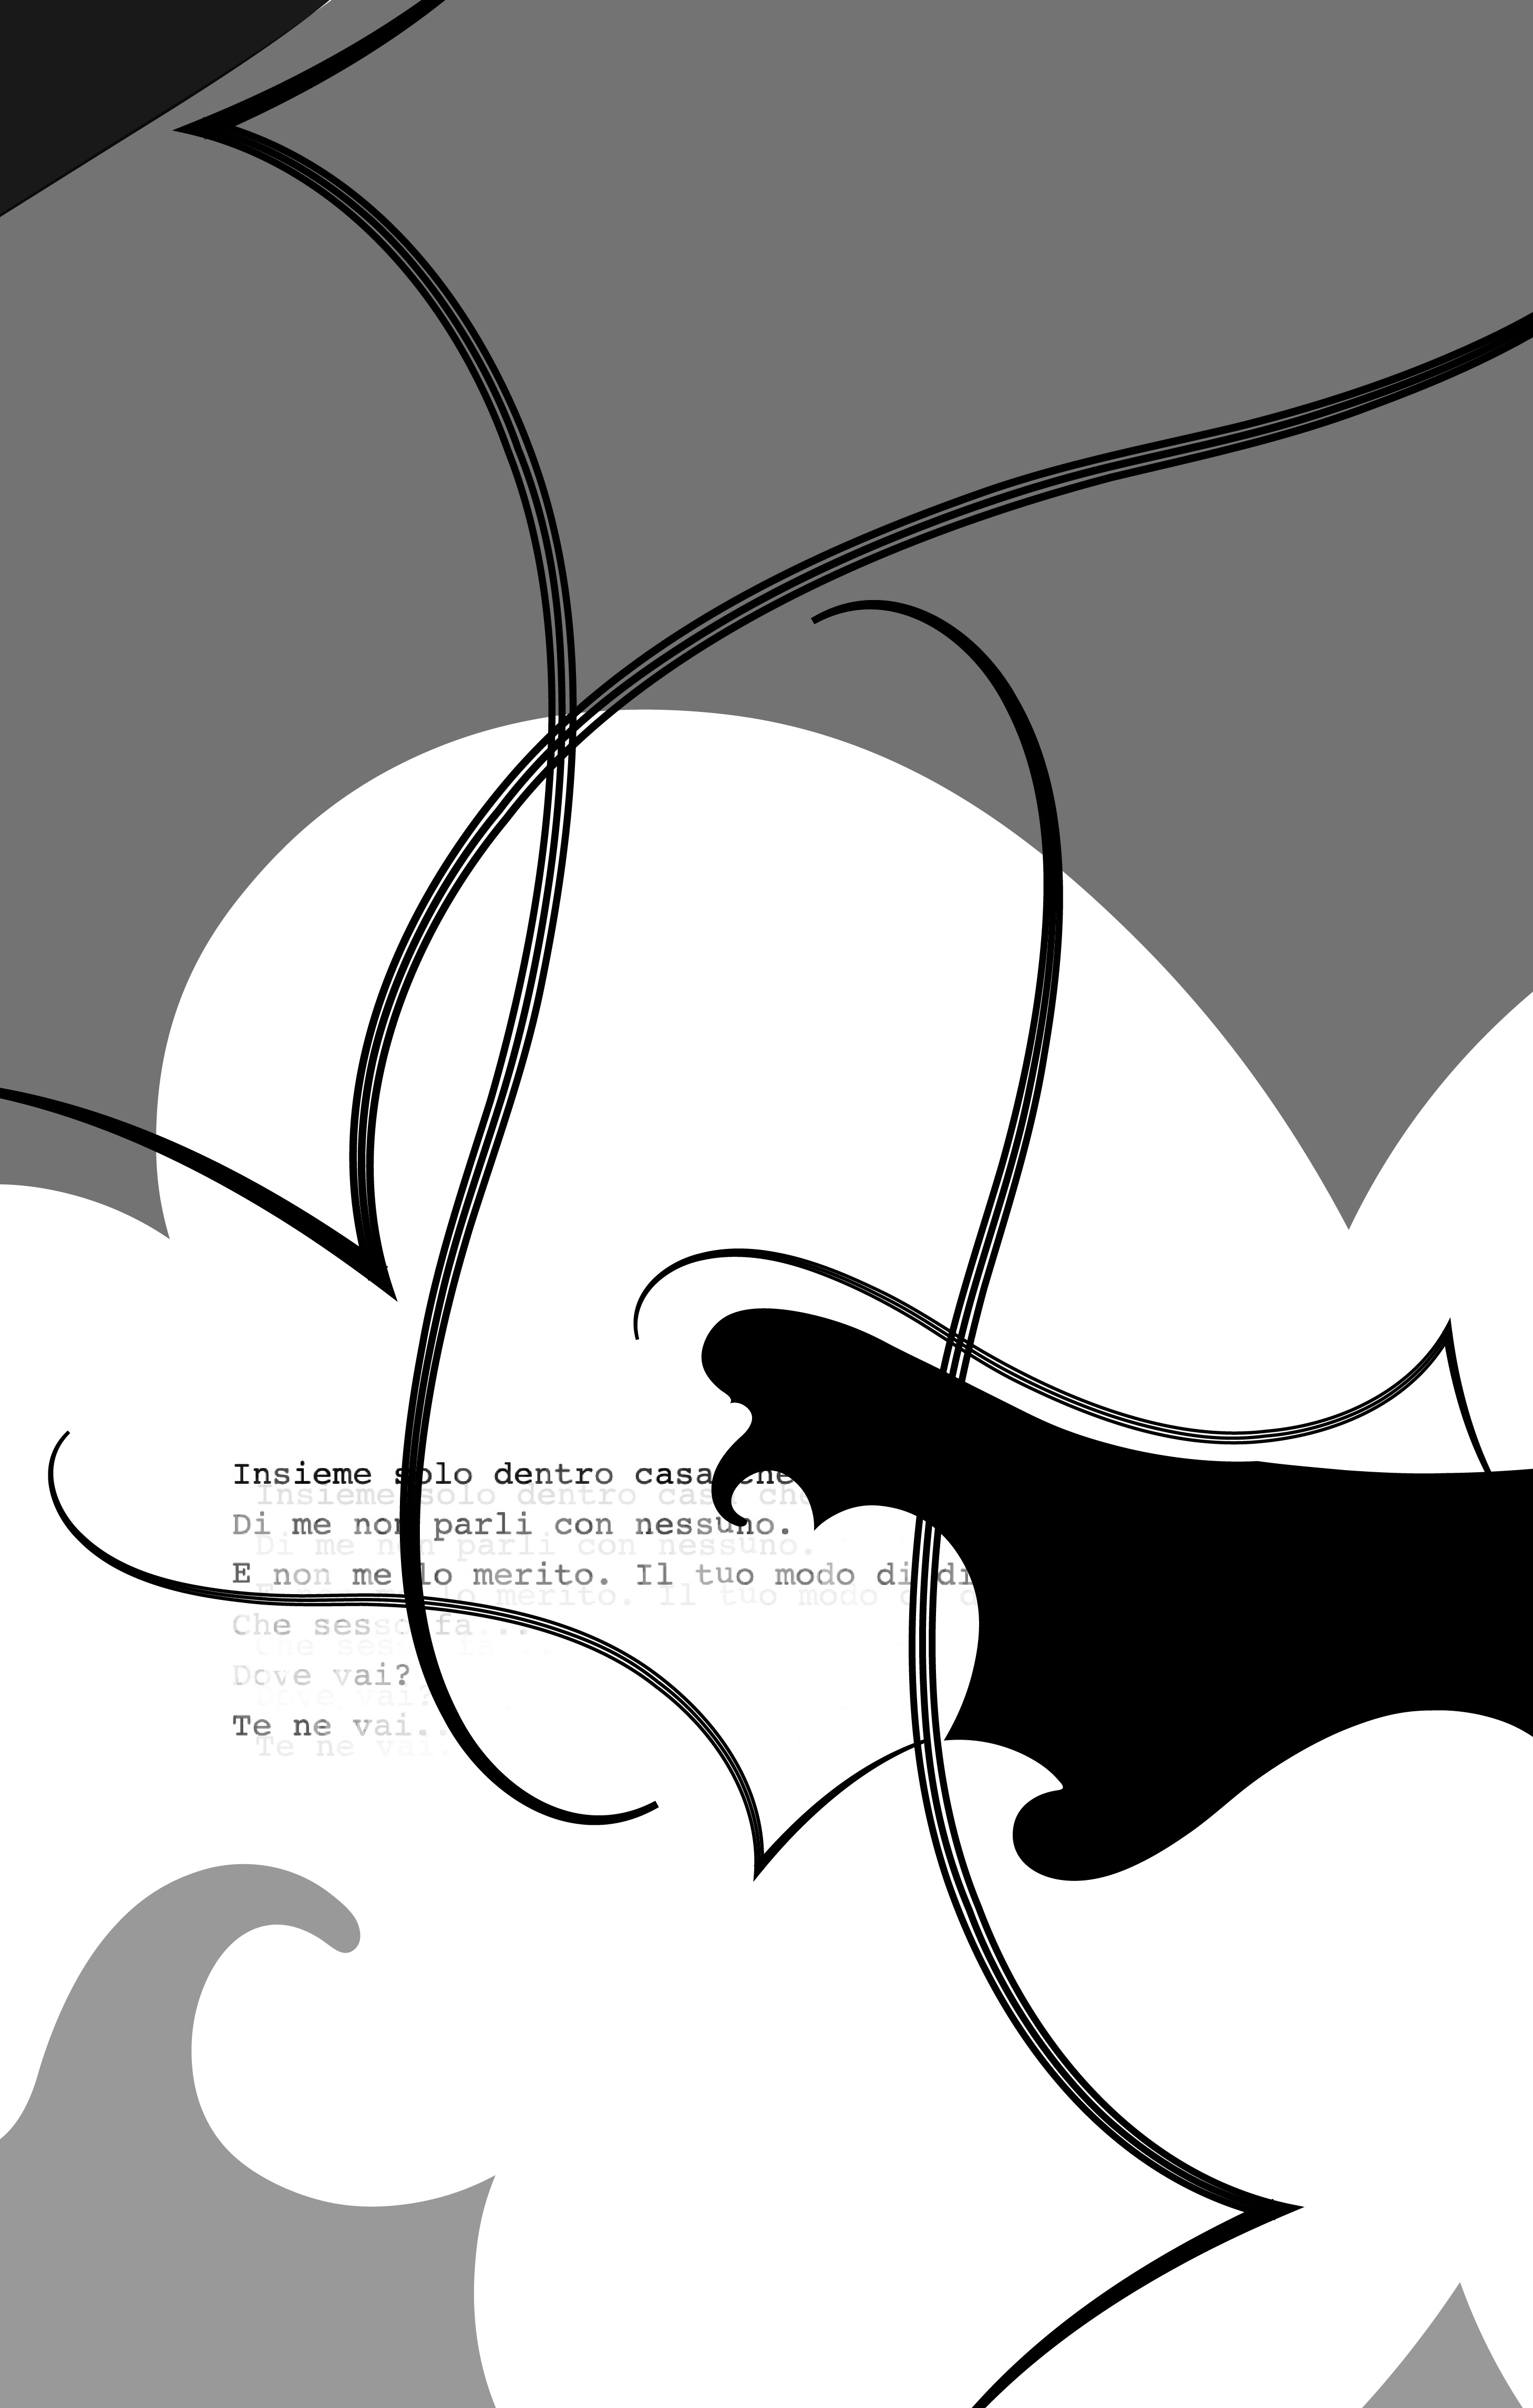 Insieme solo dentro casa che
Di me non parli con nessuno.
E non me lo merito. Il tuo modo di di
Che sesso fa...
Dove vai?
Te ne vai..